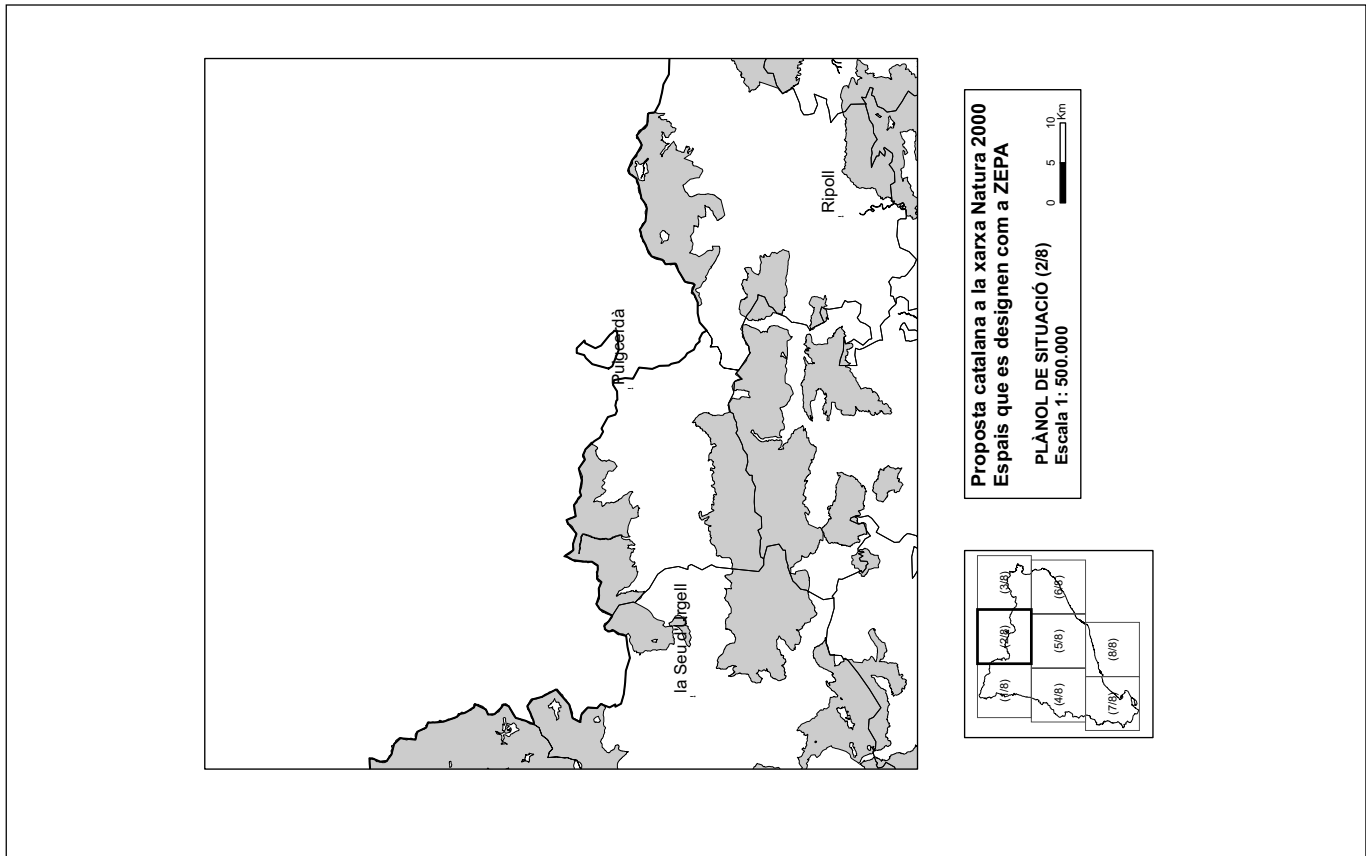 Puigcerdà
la Seu d'Urgell
Ripoll
Proposta catalana a la xarxa Natura 2000
Espais que es designen com a ZEPA
PLÀNOL DE SITUACIÓ (2/8)
Escala 1: 500.000
0 5 10 Km
(1/8) (2/8) (3/8)
(4/8) (5/8) (6/8)
(7/8) (8/8)